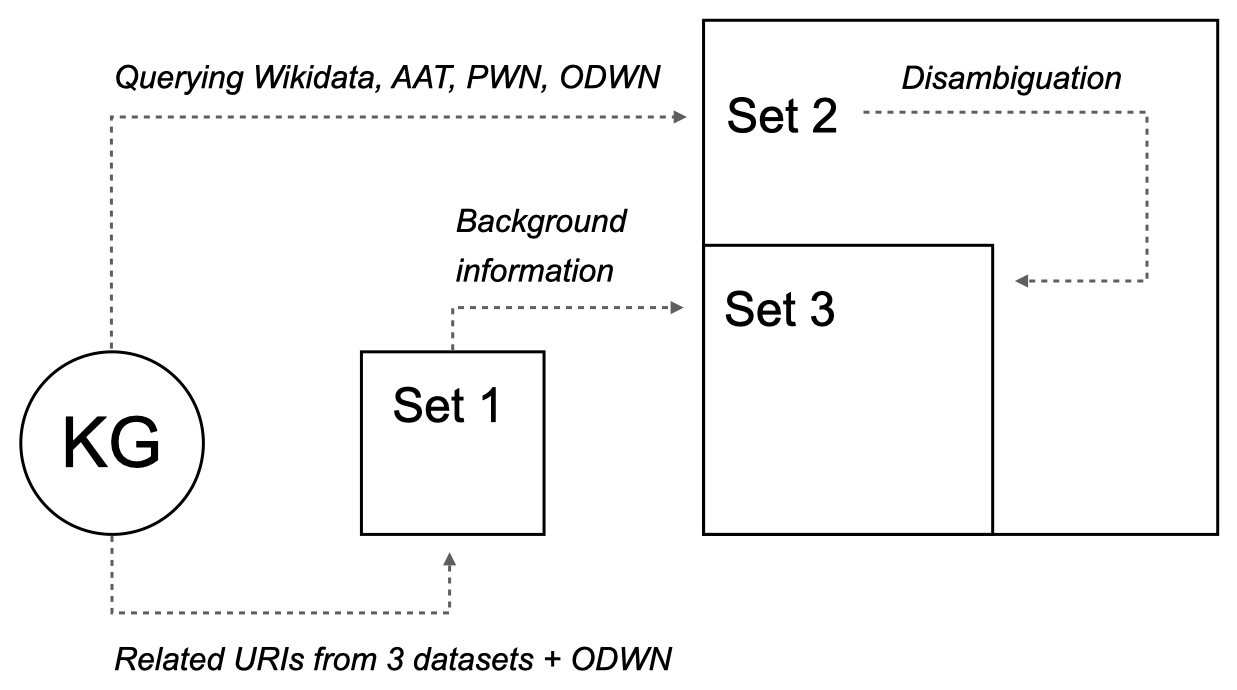 Querying Wikidata, AAT, PWN, ODWN
Disambiguation
Set 2
Background
information
Set 3
Set 1
KG
Related URIs from 3 datasets + ODWN